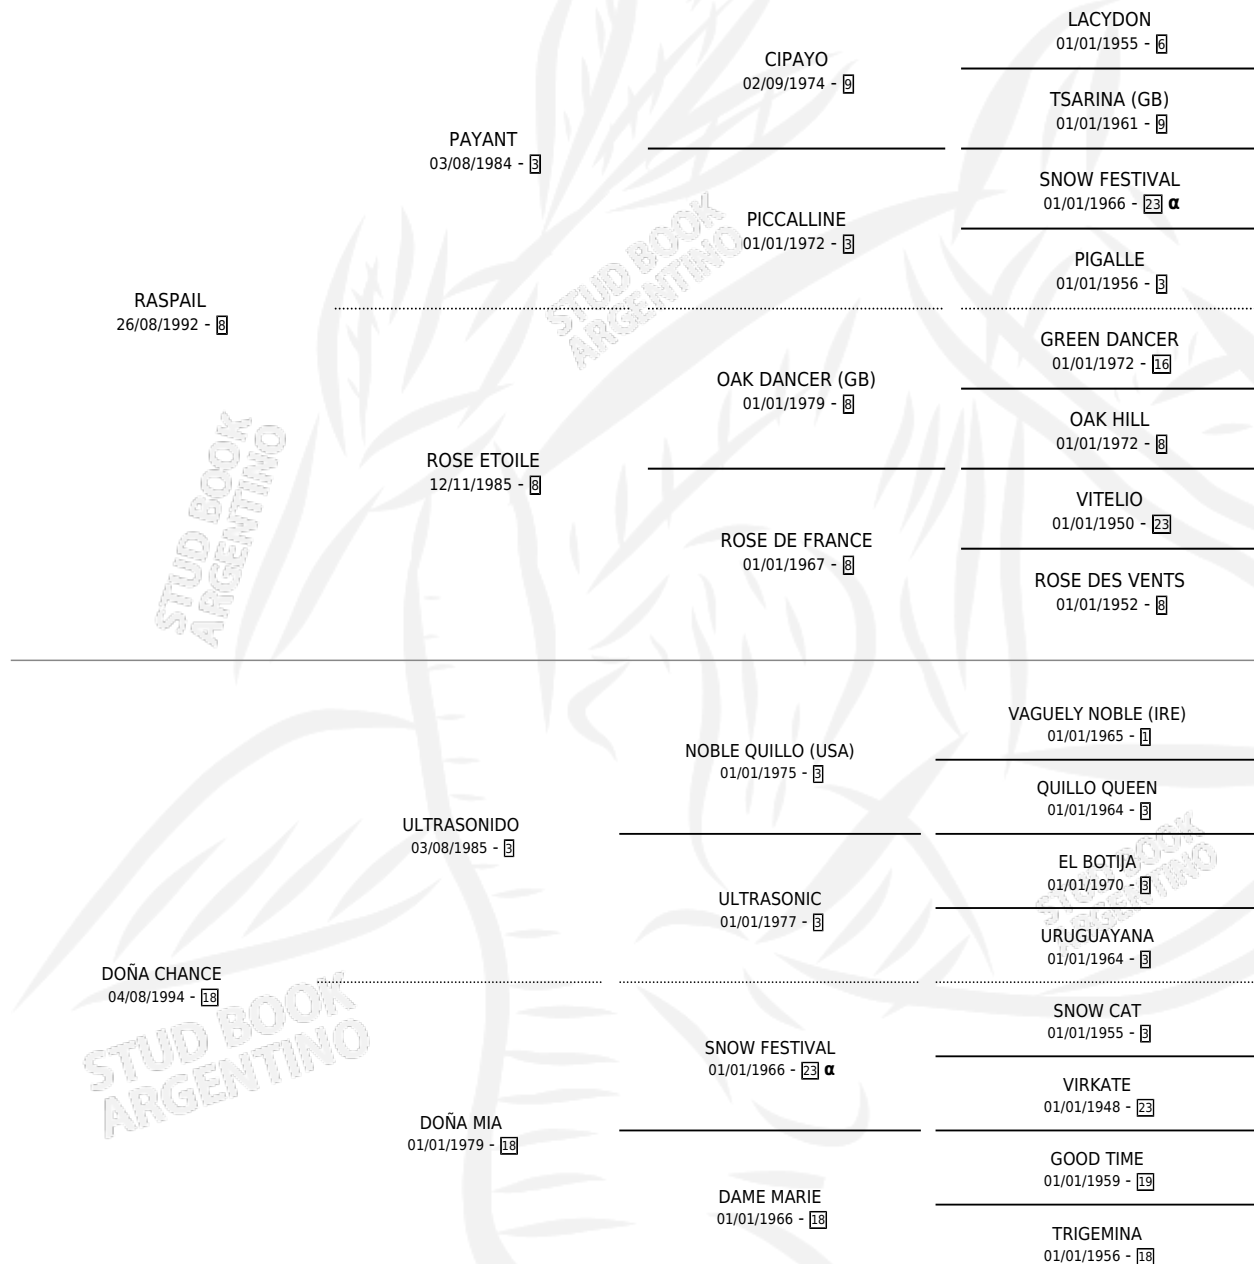 LACYDON
01/01/1955 - 6
CIPAYO
02/09/1974 - 9
TSARINA (GB)
01/01/1961 - 9
PAYANT
03/08/1984 - 3
SNOW FESTIVAL
01/01/1966 - 23 α
PICCALLINE
01/01/1972 - 3
PIGALLE
01/01/1956 - 3
RASPAIL
26/08/1992 - 8
GREEN DANCER
01/01/1972 - 16
OAK DANCER (GB)
01/01/1979 - 8
OAK HILL
01/01/1972 - 8
ROSE ETOILE
12/11/1985 - 8
VITELIO
01/01/1950 - 23
ROSE DE FRANCE
01/01/1967 - 8
ROSE DES VENTS
01/01/1952 - 8
VAGUELY NOBLE (IRE)
01/01/1965 - 1
NOBLE QUILLO (USA)
01/01/1975 - 3
QUILLO QUEEN
01/01/1964 - 3
ULTRASONIDO
03/08/1985 - 3
EL BOTIJA
01/01/1970 - 3
ULTRASONIC
01/01/1977 - 3
URUGUAYANA
01/01/1964 - 3
DOÑA CHANCE
04/08/1994 - 18
SNOW CAT
01/01/1955 - 3
SNOW FESTIVAL
01/01/1966 - 23 α
VIRKATE
01/01/1948 - 23
DOÑA MIA
01/01/1979 - 18
GOOD TIME
01/01/1959 - 19
DAME MARIE
01/01/1966 - 18
TRIGEMINA
01/01/1956 - 18
STUD BOOK
ARGENTINO
STUD BOOK
ARGENTINO
STUD BOOK
ARGENTINO
STUD BOOK
ARGENTINO